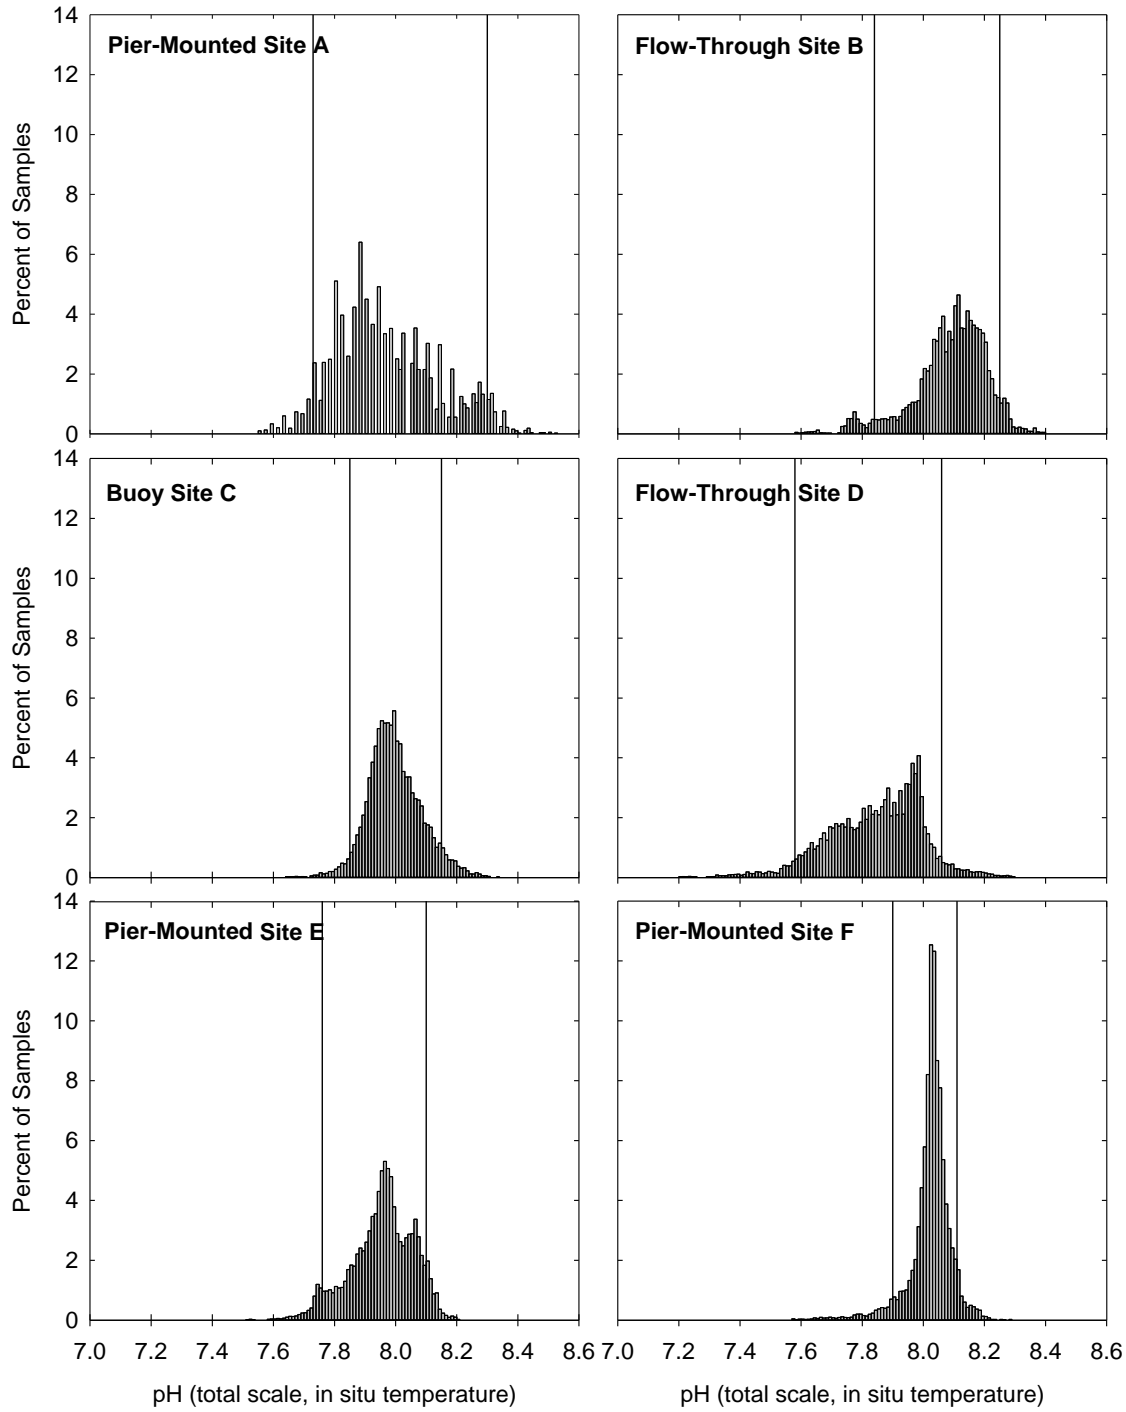 14
12
10
8
6
4
2
0
Percent of Samples
Pier-Mounted Site A
Flow-Through Site B
14
12
10
8
6
4
2
0
Percent of Samples
Buoy Site C
Flow-Through Site D
14
12
10
8
6
4
2
0
Percent of Samples
Pier-Mounted Site E
Pier-Mounted Site F
7.0 7.2 7.4 7.6 7.8 8.0 8.2 8.4 8.6
7.0 7.2 7.4 7.6 7.8 8.0 8.2 8.4 8.6
pH (total scale, in situ temperature)
pH (total scale, in situ temperature)